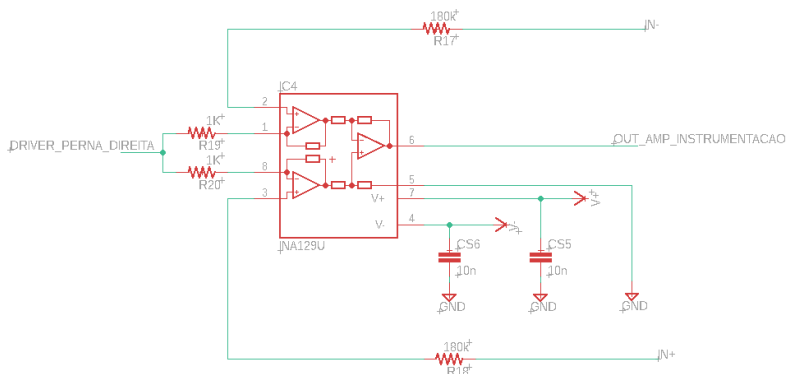 180k
IN-
R17
IC4
2
1K
1
R19
DRIVER_PERNA_DIREITA
6
OUT_AMP_INSTRUMENTACAO
1K
8
R20
5
3
V+
7
V+
V-
4
V-
INA129U
CS6
CS5
10n
10n
GND
GND
GND
180k
IN+
R18